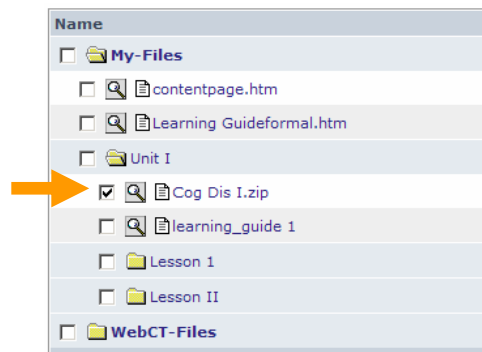 Name
My-Files
contentpage.htm
Learning Guideformal.htm
Unit I
Cog Dis I.zip
learning_guide 1
Lesson 1
Lesson II
WebCT-Files